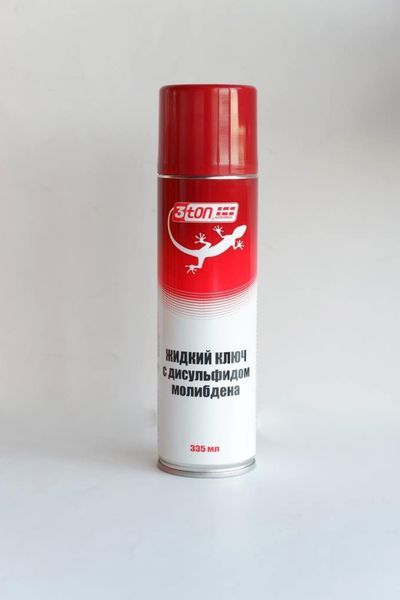 3ton
ЖИДКИЙ КЛЮЧ
с дисульфидом
молибдена
335 мл